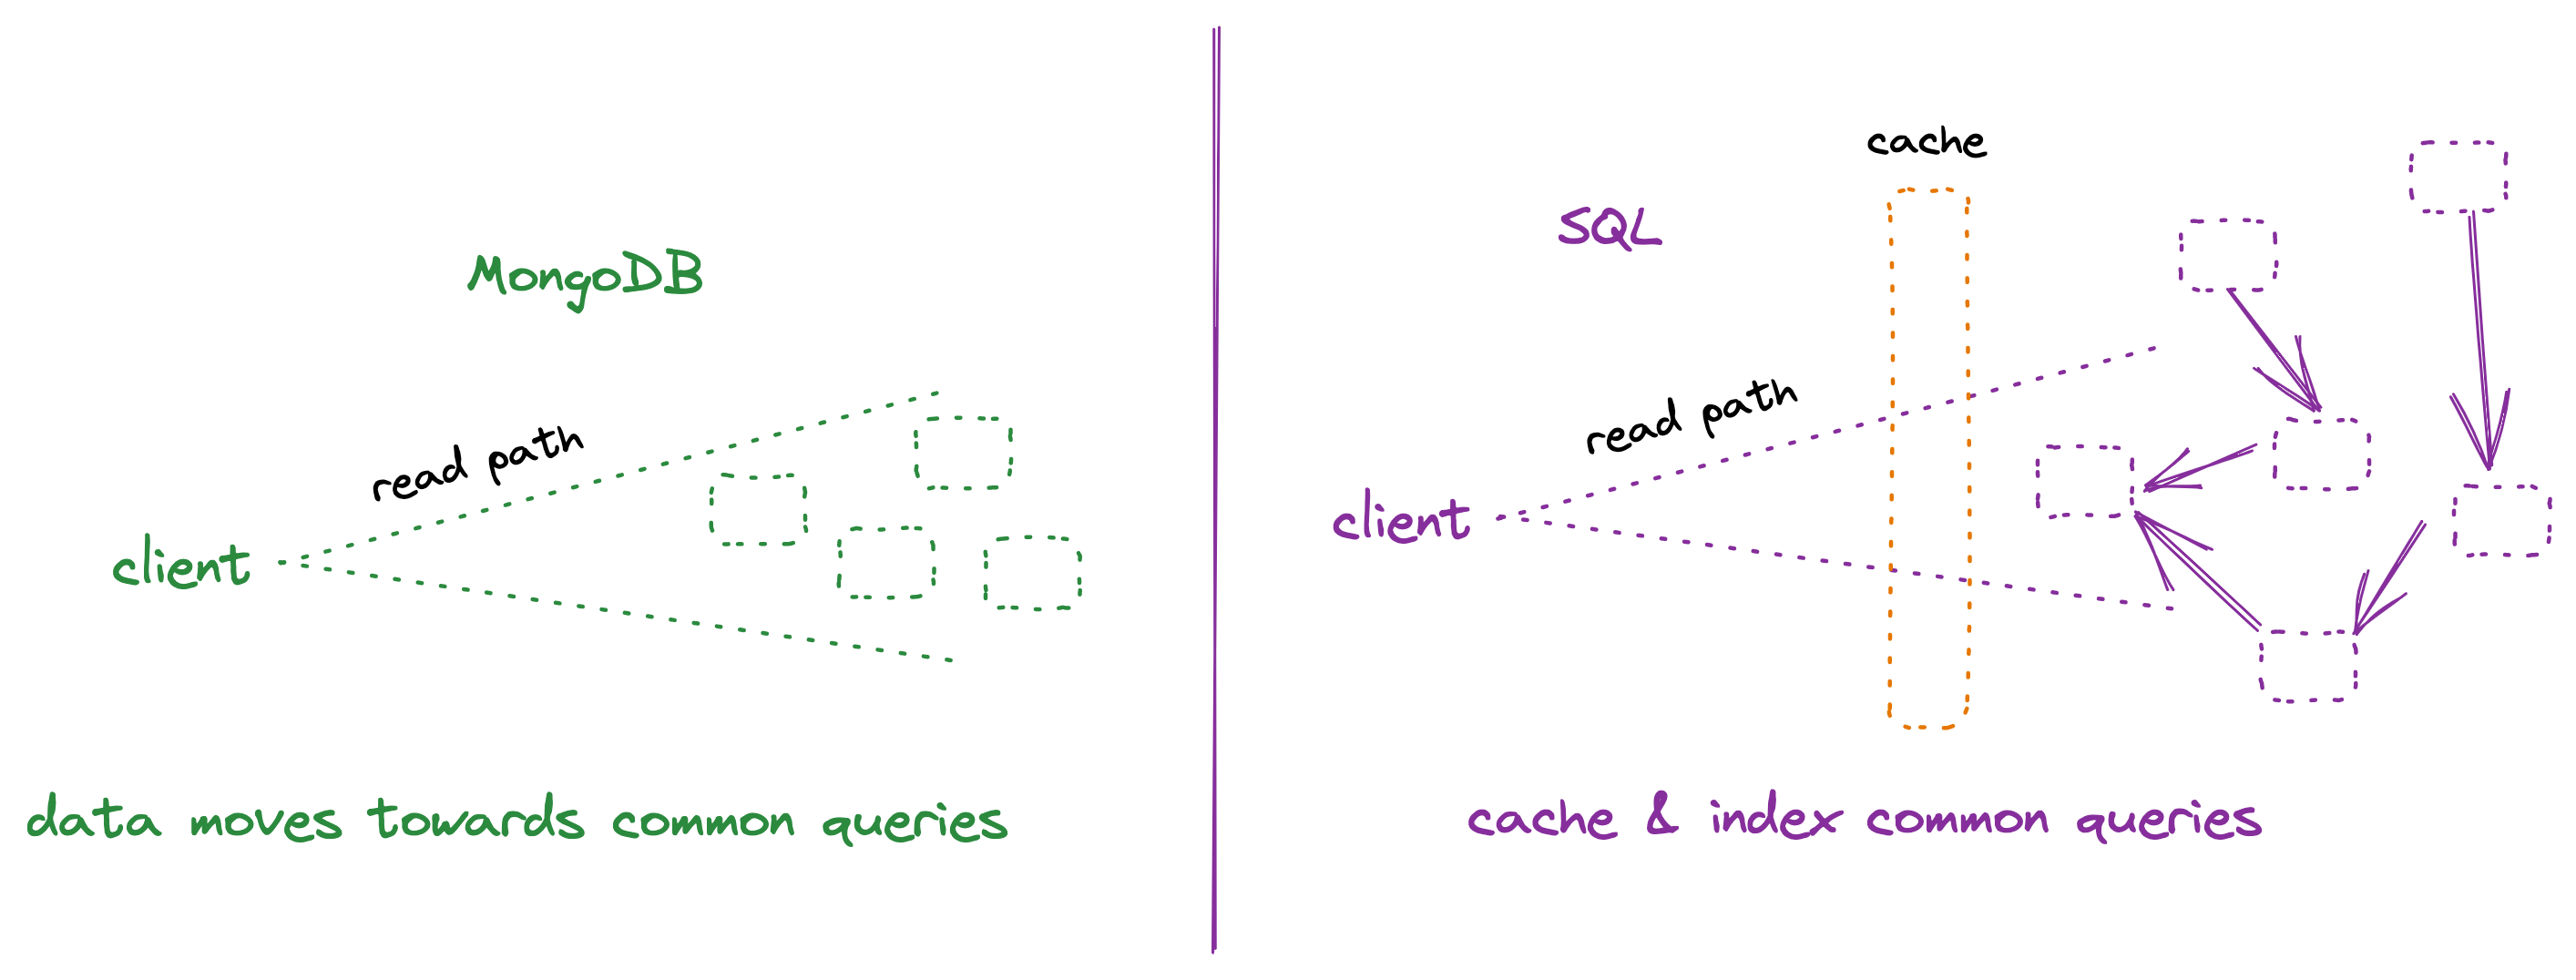 MongoDB
read path
client
data moves towards common queries
cache
SQL
read path
client
cache & index common queries